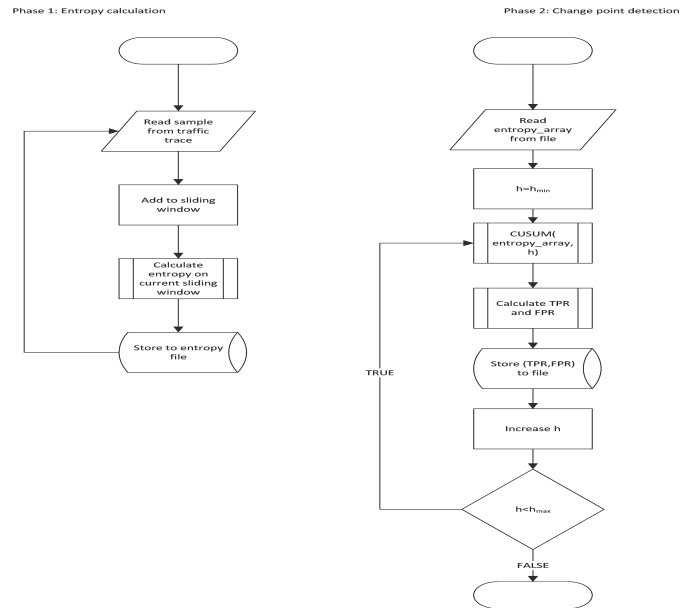 Phase 1: Entropy calculation
Read sample
from traffic
trace
Add to sliding
window
Calculate
entropy on
current sliding
window
Store to entropy
file
Phase 2: Change point detection
Read
entropy_array
from file
h=hmin
CUSUM(
entropy_array,
h)
Calculate TPR
and FPR
Store (TPR,FPR)
to file
TRUE
Increase h
h<hmax
FALSE